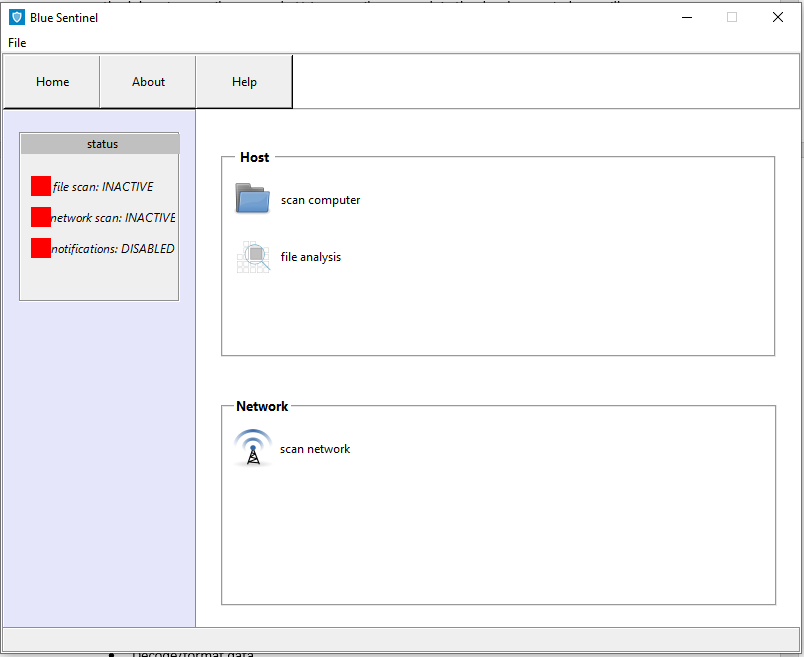 Blue Sentinel
File
Home
About
Help
status
file scan: INACTIVE
network scan: INACTIVE
notifications: DISABLED
Host
scan computer
file analysis
Network
scan network
Decode/format data